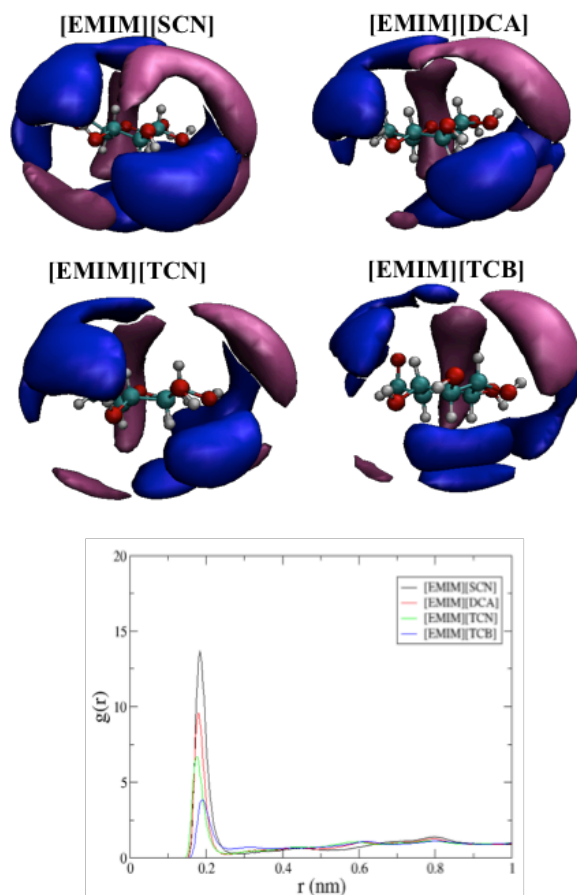 [EMIM][SCN] [EMIM][DCA]
[EMIM][TCN] [EMIM][TCB]
20
15
10
5
0
g(r)
[EMIM][SCN]
[EMIM][DCA]
[EMIM][TCN]
[EMIM][TCB]
0 0.2 0.4 0.6 0.8 1
r (nm)